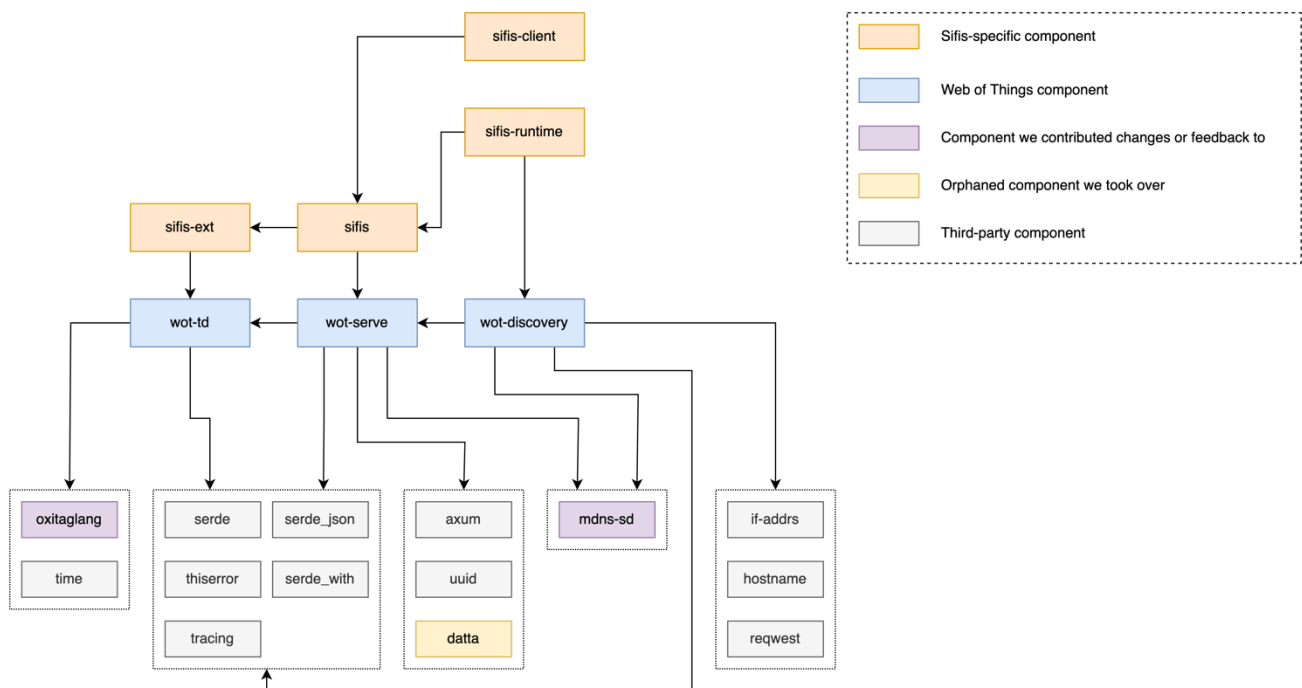 sifis-client
Sifis-specific component
Web of Things component
sifis-runtime
Component we contributed changes or feedback to
Orphaned component we took over
sifis-ext
sifis
Third-party component
wot-td
wot-serve
wot-discovery
oxitaglang
serde
serde_json
axum
mdns-sd
if-addrs
time
thiserror
serde_with
uuid
hostname
tracing
datta
reqwest